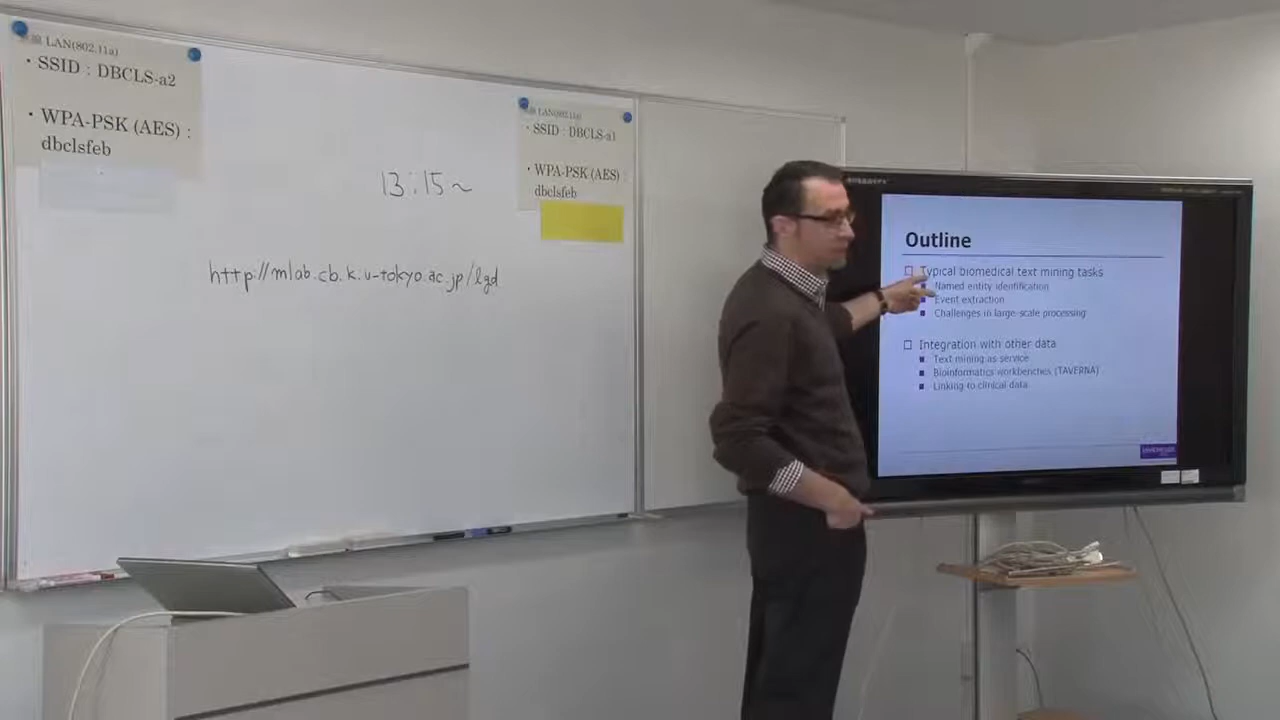 LAN(802.11a)
・SSID : DBCLS-a2
・WPA-PSK (AES) :
dbclsfeb
13:15~
http://mlab.cb.k.u-tokyo.ac.jp/lgd
LAN(802.11a)
・SSID : DBCLS-a1
・WPA-PSK (AES) :
dbclsfeb
Outline
Typical biomedical text mining tasks
Named entity identification
Event extraction
Challenges in large-scale processing
Integration with other data
Text mining as service
Bioinformatics workbenches (TAVERNA)
Linking to clinical data